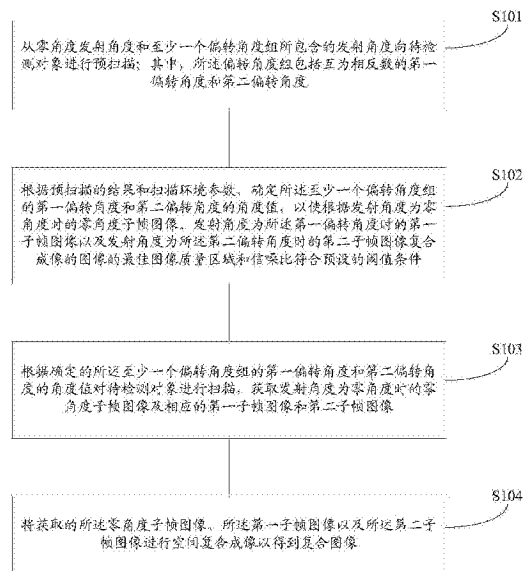 S101
从零角度发射角度和至少一个偏转角度组所包含的发射角度向待检
测对象进行预扫描；其中，所述偏转角度组包括互为相反数的第一
偏转角度和第二偏转角度
S102
根据预扫描的结果和扫描环境参数，确定所述至少一个偏转角度组
的第一偏转角度和第二偏转角度的角度值，以使根据发射角度为零
角度时的零角度子帧图像、发射角度为所述第一偏转角度时的第一
子帧图像以及发射角度为所述第二偏转角度时的第二子帧图像复合
成像的图像的最佳图像质量区域和信噪比符合预设的阈值条件
S103
根据确定的所述至少一个偏转角度组的第一偏转角度和第二偏转角
度的角度值对待检测对象进行扫描，获取发射角度为零角度时的零
角度子帧图像及相应的第一子帧图像和第二子帧图像
S104
将获取的所述零角度子帧图像、所述第一子帧图像以及所述第二子
帧图像进行空间复合成像以得到复合图像